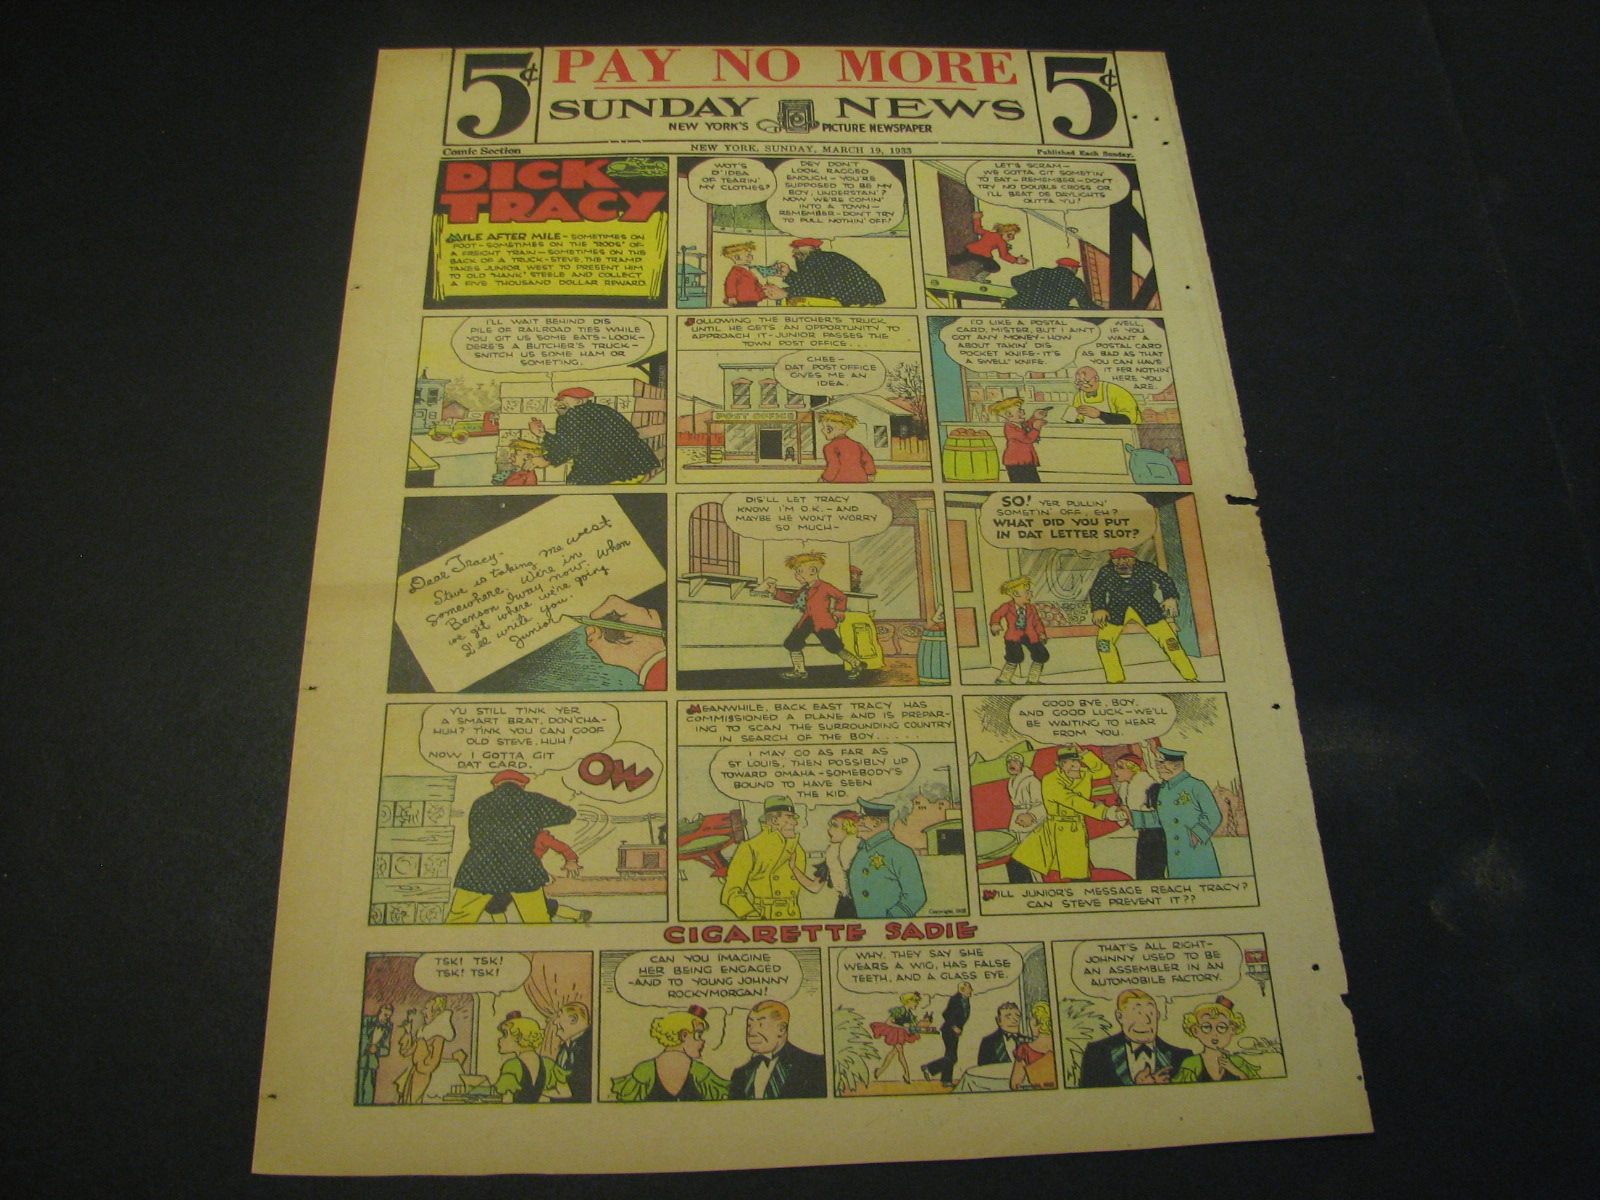 5¢
PAY NO MORE
5¢
SUNDAY NEWS
NEW YORK'S PICTURE NEWSPAPER
Comic Section
NEW YORK, SUNDAY, MARCH 19, 1933
Published Each Sunday.
DICK
TRACY
MILE AFTER MILE - SOMETIMES ON
FOOT - SOMETIMES ON THE "RODS" OF
A FREIGHT TRAIN - SOMETIMES ON THE
BACK OF A TRUCK - STEVE, THE TRAMP
TAKES JUNIOR WEST TO PRESENT HIM
TO OLD "HANK" STEELE AND COLLECT
A FIVE THOUSAND DOLLAR REWARD.
WOT'S
D'IDEA
OF TEARIN'
MY CLOTHES?
DEY DON'T
LOOK RAGGED
ENOUGH - YOU'RE
SUPPOSED TO BE MY
BOY, UNDERSTAN'?
NOW WE'RE COMIN'
INTO A TOWN -
REMEMBER - DON'T TRY
TO PULL NOTHIN' OFF!
LET'S SCRAM -
WE GOTTA GIT SOMETIN'
TO EAT - REMEMBER - DON'T
TRY NO DOUBLE CROSS OR
I'LL BEAT DE DAYLIGHTS
OUTTA YU!
I'LL WAIT BEHIND DIS
PILE OF RAILROAD TIES WHILE
YOU GIT US SOME EATS - LOOK -
DERE'S A BUTCHER'S TRUCK -
SNITCH US SOME HAM OR
SOMETING.
FOLLOWING THE BUTCHER'S TRUCK
UNTIL HE GETS AN OPPORTUNITY TO
APPROACH IT - JUNIOR PASSES THE
TOWN POST OFFICE...
CHEE -
DAT POST OFFICE
GIVES ME AN
IDEA.
POST OFFICE
I'D LIKE A POSTAL
CARD, MISTER, BUT I AIN'T
GOT ANY MONEY - HOW
ABOUT TAKIN' DIS
POCKET KNIFE - IT'S
A SWELL KNIFE.
WELL,
IF YOU
WANT A
POSTAL CARD
AS BAD AS THAT
YOU CAN HAVE
IT FER NOTHIN'
HERE YOU
ARE.
Dear Tracy-
Steve is taking me west
somewhere. We're in
Benson Iway now. When
we git where we're going
I'll write you.
Junior
DIS'LL LET TRACY
KNOW I'M O.K. - AND
MAYBE HE WON'T WORRY
SO MUCH -
SO! YER PULLIN'
SOMETIN' OFF, EH?
WHAT DID YOU PUT
IN DAT LETTER SLOT?
YU STILL TINK YER
A SMART BRAT, DON'CHA -
HUH? TINK YOU CAN GOOF
OLD STEVE, HUH!
NOW I GOTTA GIT
DAT CARD.
OW
MEANWHILE, BACK EAST TRACY HAS
COMMISSIONED A PLANE AND IS PREPAR-
ING TO SCAN THE SURROUNDING COUNTRY
IN SEARCH OF THE BOY.....
I MAY GO AS FAR AS
ST LOUIS, THEN POSSIBLY UP
TOWARD OMAHA - SOMEBODY'S
BOUND TO HAVE SEEN
THE KID.
GOOD BYE, BOY,
AND GOOD LUCK - WE'LL
BE WAITING TO HEAR
FROM YOU.
WILL JUNIOR'S MESSAGE REACH TRACY?
CAN STEVE PREVENT IT??
CIGARETTE SADIE
TSK! TSK!
TSK! TSK!
CAN YOU IMAGINE
HER BEING ENGAGED
- AND TO YOUNG JOHNNY
ROCKYMORGAN!
WHY, THEY SAY SHE
WEARS A WIG, HAS FALSE
TEETH, AND A GLASS EYE.
THAT'S ALL RIGHT -
JOHNNY USED TO BE
AN ASSEMBLER IN AN
AUTOMOBILE FACTORY.